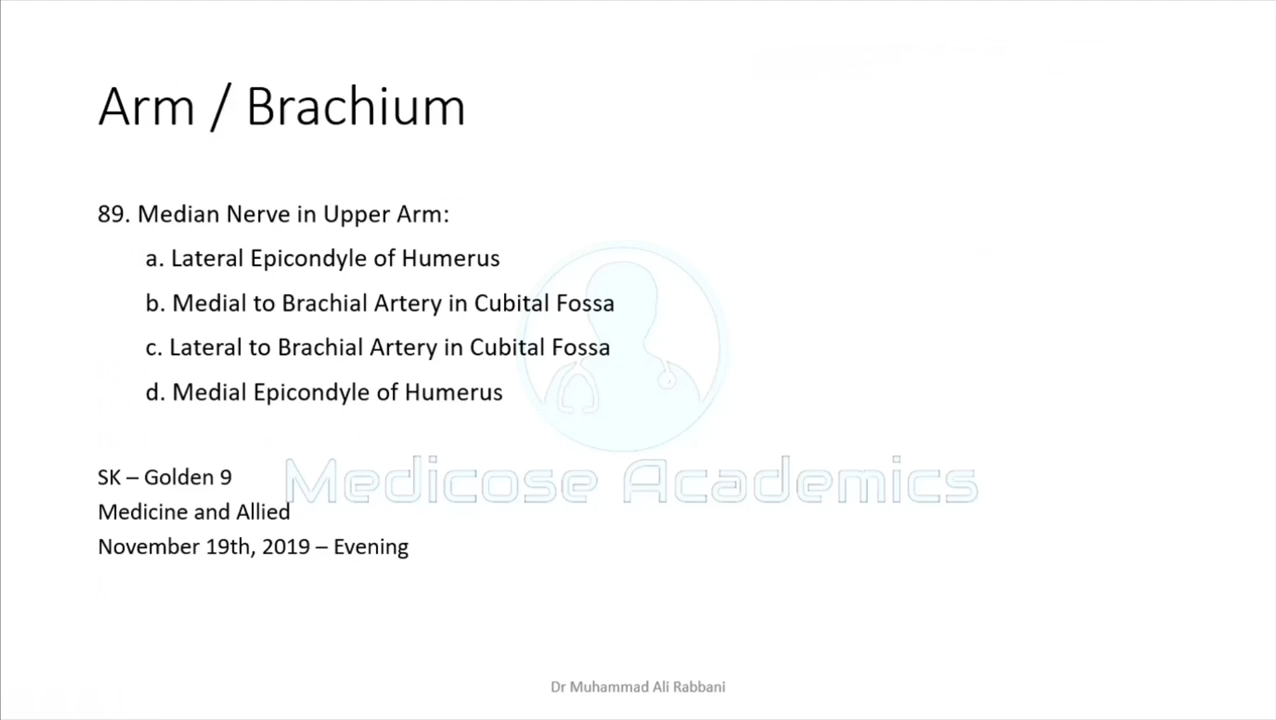 Arm / Brachium
89. Median Nerve in Upper Arm:
a. Lateral Epicondyle of Humerus
b. Medial to Brachial Artery in Cubital Fossa
c. Lateral to Brachial Artery in Cubital Fossa
d. Medial Epicondyle of Humerus
SK – Golden 9
Medicose Academics
Medicine and Allied
November 19th, 2019 – Evening
Dr Muhammad Ali Rabbani